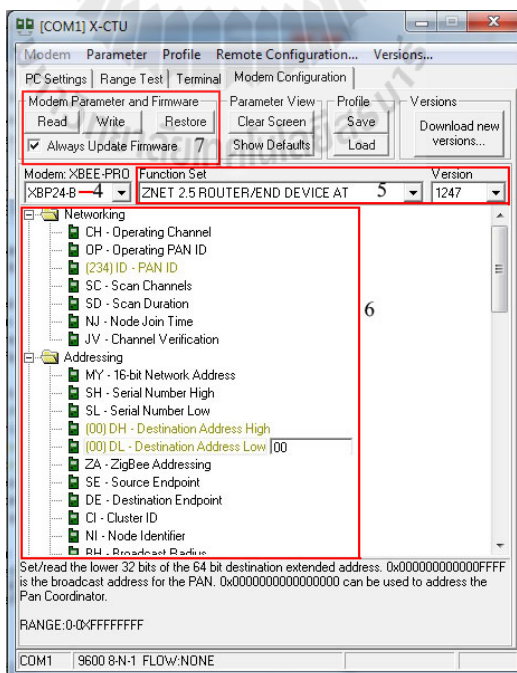 [COM1] X-CTU
Modem Parameter Profile Remote Configuration... Versions...
PC Settings Range Test Terminal Modem Configuration
Modem Parameter and Firmware Parameter View Profile Versions
Read Write Restore Clear Screen Save Download new versions...
Always Update Firmware 7 Show Defaults Load
Modem: XBEE-PRO Function Set Version
XBP24-B 4 ZNET 2.5 ROUTER/END DEVICE AT 5 1247
Networking
CH - Operating Channel
OP - Operating PAN ID
(234) ID - PAN ID
SC - Scan Channels
SD - Scan Duration
6
NJ - Node Join Time
JV - Channel Verification
Addressing
MY - 16-bit Network Address
SH - Serial Number High
SL - Serial Number Low
(00) DH - Destination Address High
(00) DL - Destination Address Low 00
ZA - ZigBee Addressing
SE - Source Endpoint
DE - Destination Endpoint
CI - Cluster ID
NI - Node Identifier
BH - Broadcast Radius
Set/read the lower 32 bits of the 64 bit destination extended address. 0x000000000000FFFF
is the broadcast address for the PAN. 0x0000000000000000 can be used to address the
Pan Coordinator.
RANGE:0-0XFFFFFFFF
COM1 9600 8-N-1 FLOW:NONE